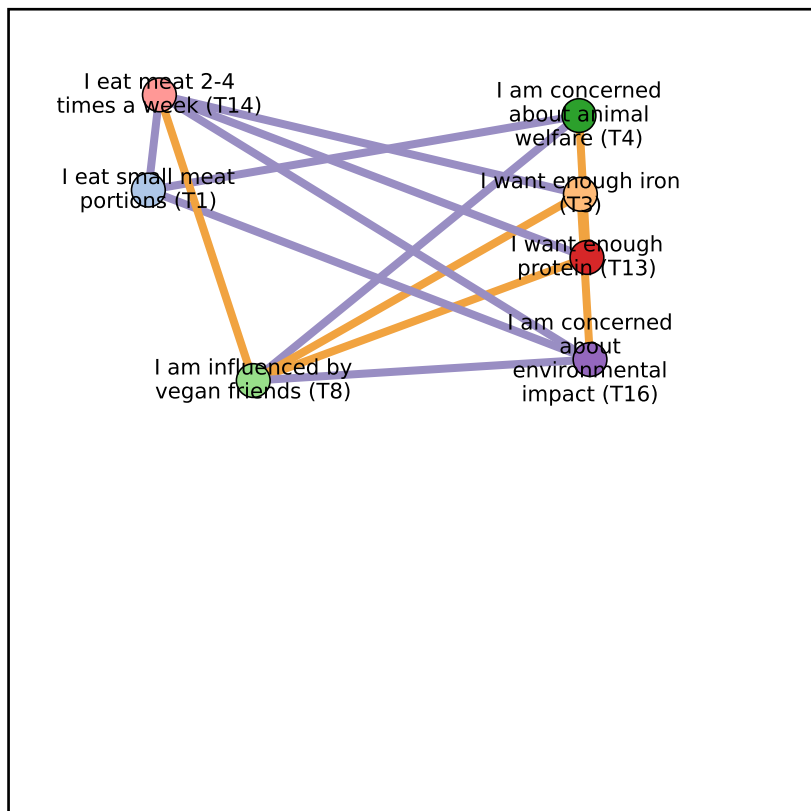 I eat meat 2-4
times a week (T14)
I am concerned
about animal
welfare (T4)
I eat small meat
portions (T1)
I want enough iron
(T3)
I want enough
protein (T13)
I am concerned
about
environmental
impact (T16)
I am influenced by
vegan friends (T8)